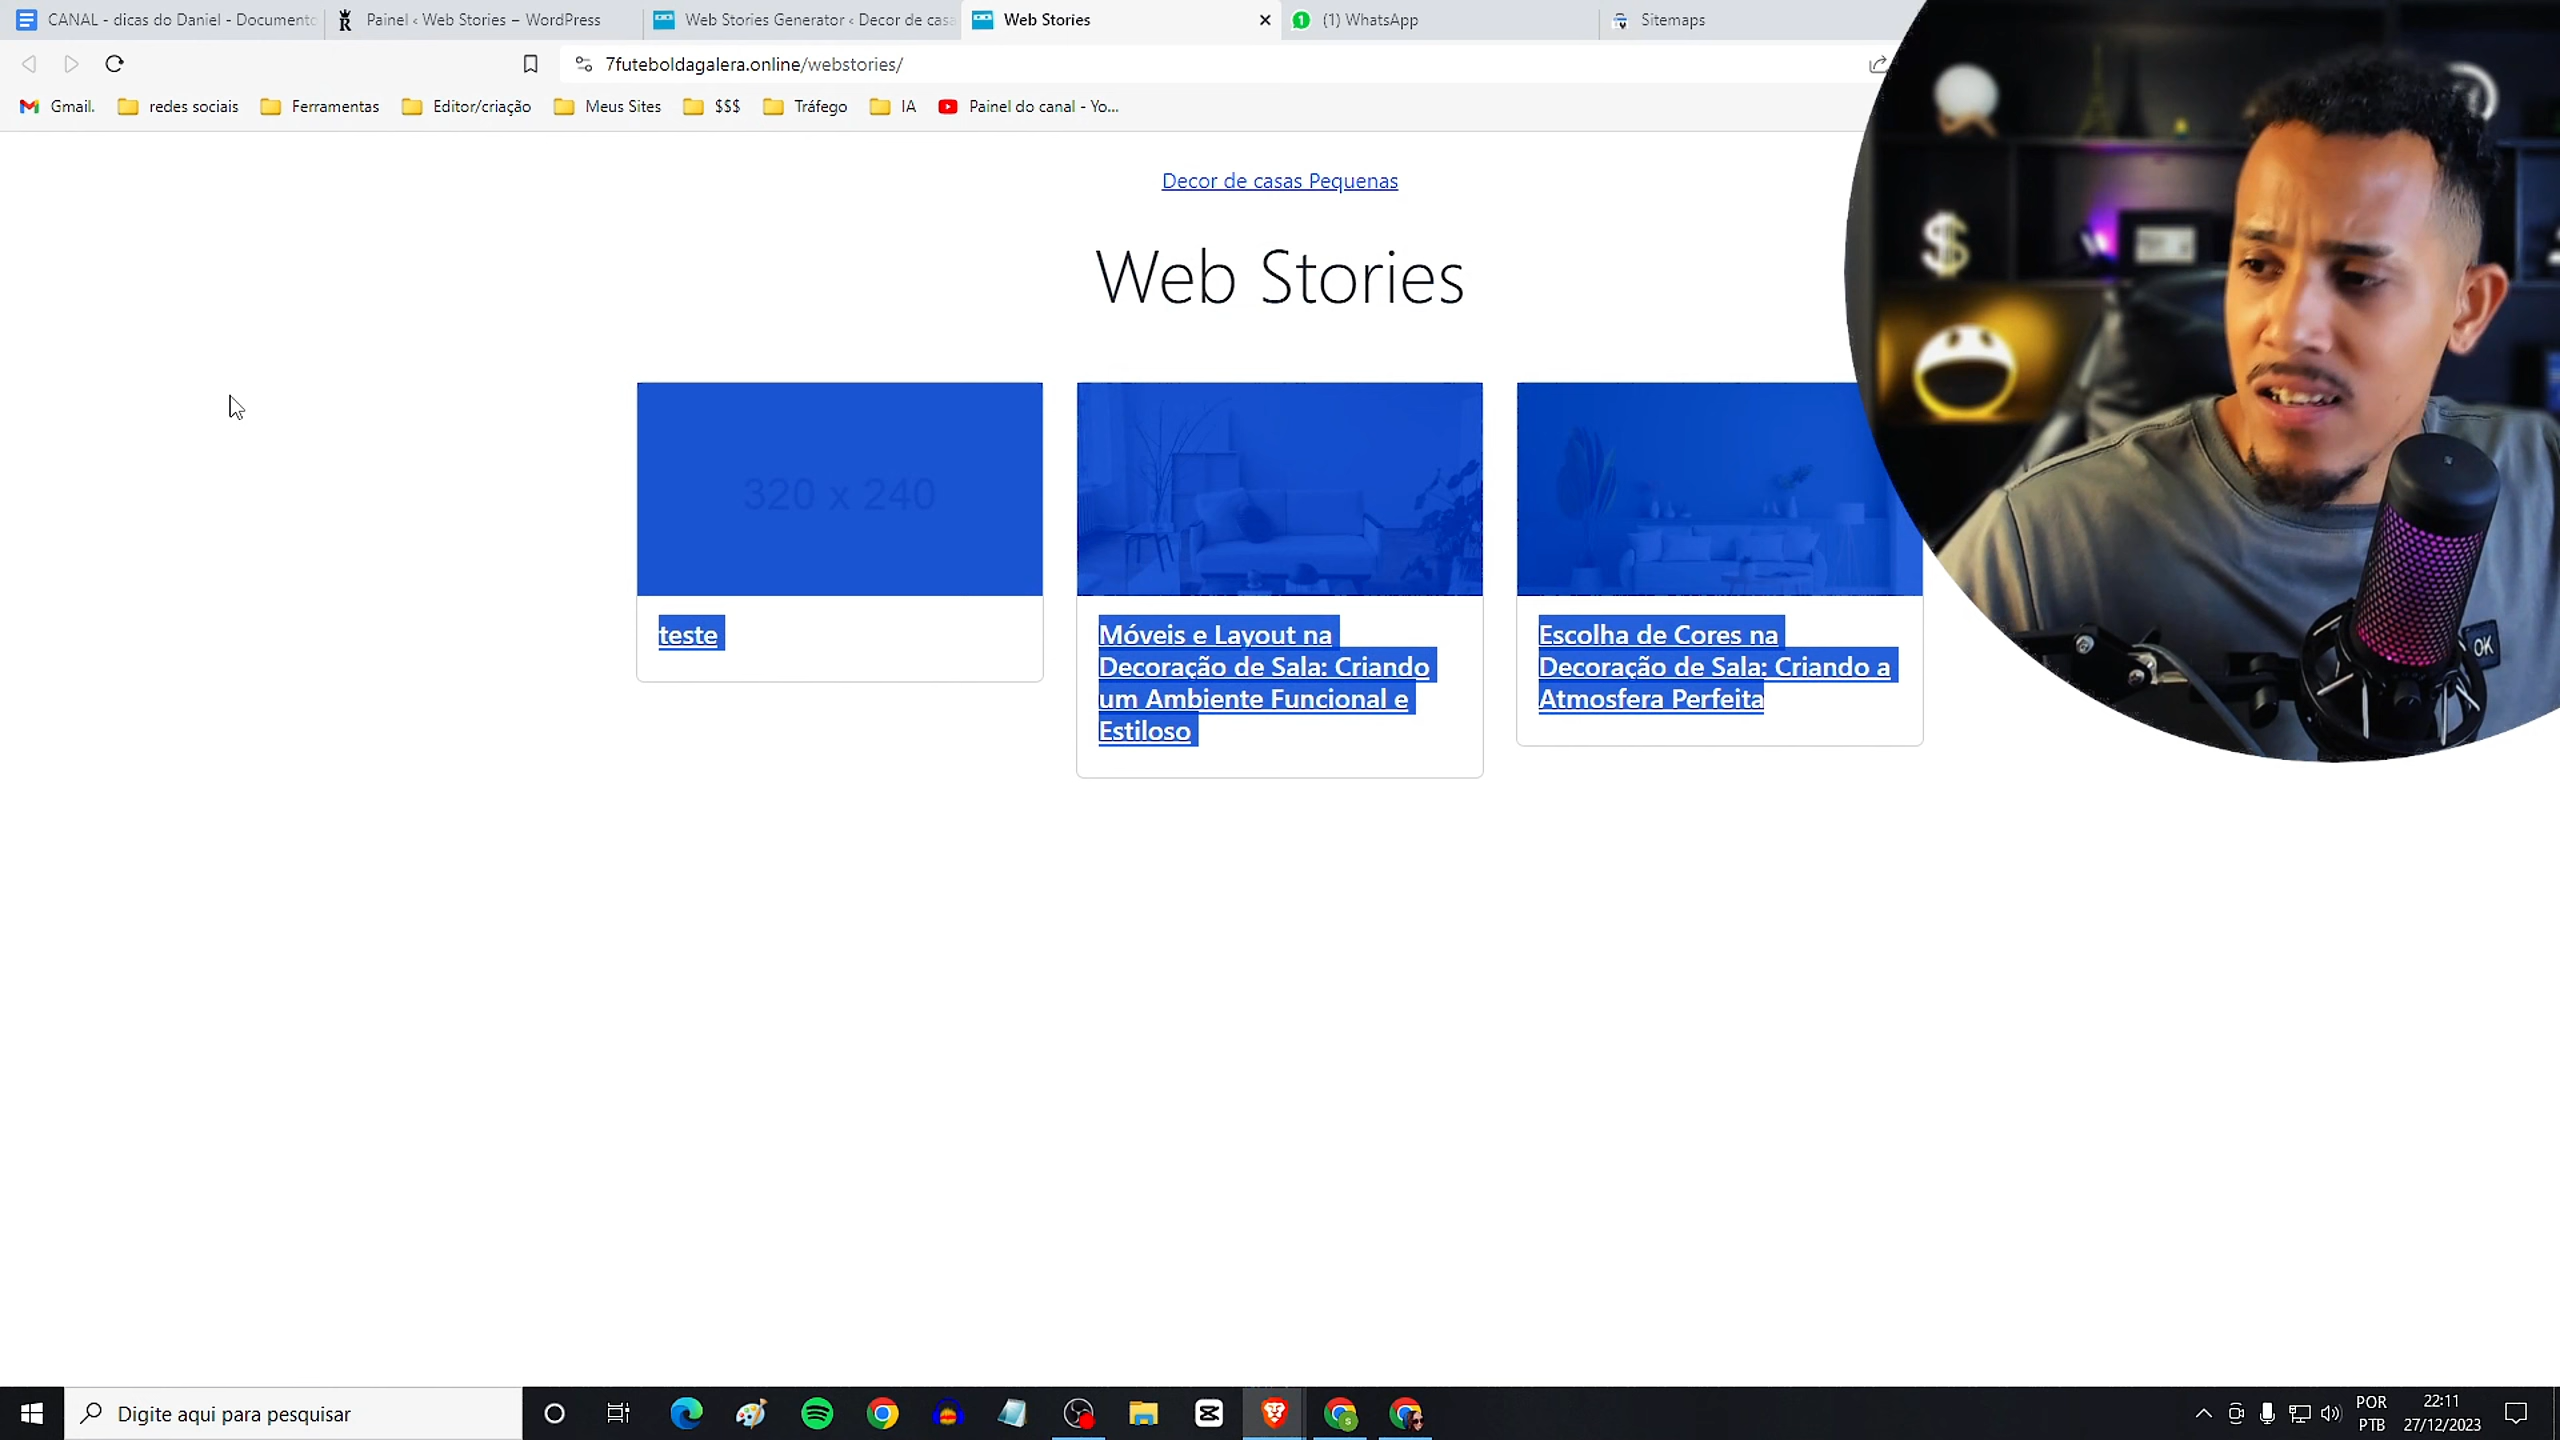 CANAL - dicas do Daniel - Documento
Painel ‹ Web Stories — WordPress
Web Stories Generator ‹ Decor de casa
Web Stories
(1) WhatsApp
Sitemaps
7futeboldagalera.online/webstories/
Gmail.
redes sociais
Ferramentas
Editor/criação
Meus Sites
$$$
Tráfego
IA
Painel do canal - Yo...
Decor de casas Pequenas
Web Stories
320 x 240
teste
Móveis e Layout na
Decoração de Sala: Criando
um Ambiente Funcional e
Estiloso
Escolha de Cores na
Decoração de Sala: Criando a
Atmosfera Perfeita
$
OK
Digite aqui para pesquisar
POR
PTB
22:11
27/12/2023